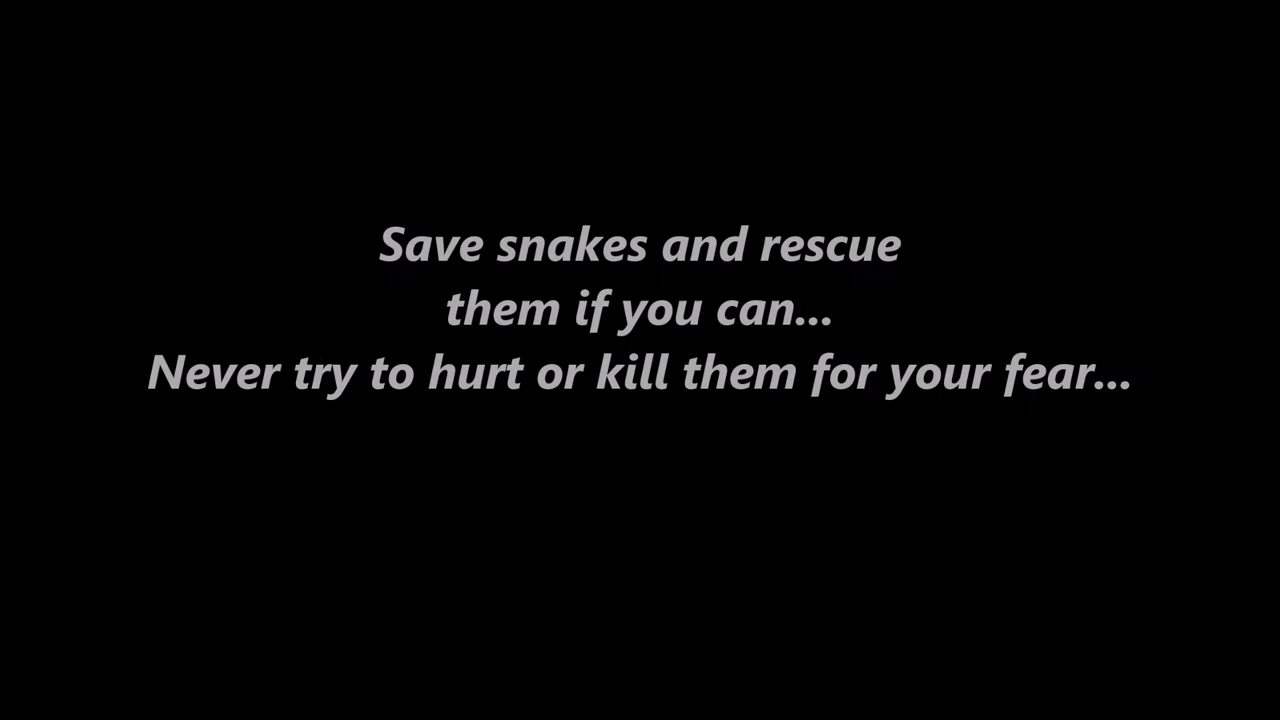 Save snakes and rescue
them if you can...
Never try to hurt or kill them for your fear...